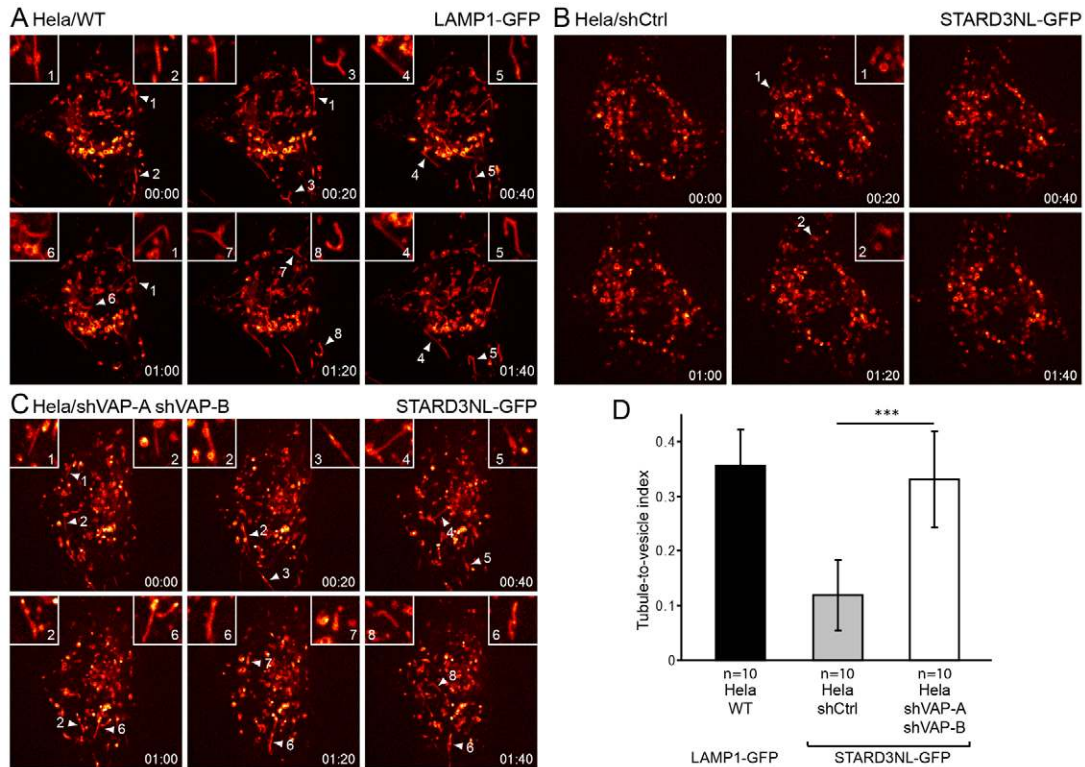 A Hela/WT LAMP1-GFP
1 2 3 4 5
1 1
2 3 4 5
00:00 00:20 00:40
6 1 7 8 4 5
1 7
6
8 4 5
01:00 01:20 01:40
B Hela/shCtrl STARD3NL-GFP
1 1
00:00 00:20 00:40
2
2
01:00 01:20 01:40
C Hela/shVAP-A shVAP-B STARD3NL-GFP
1 2 2 3 4 5
1
2 2 4
3 5
00:00 00:20 00:40
2 6 6 7 8 6
7 8
2 6 6 6
01:00 01:20 01:40
D
***
0.4
0.3
0.2
0.1
0
Tubule-to-vesicle index
n=10 n=10 n=10
Hela Hela Hela
WT shCtrl shVAP-A
shVAP-B
LAMP1-GFP STARD3NL-GFP